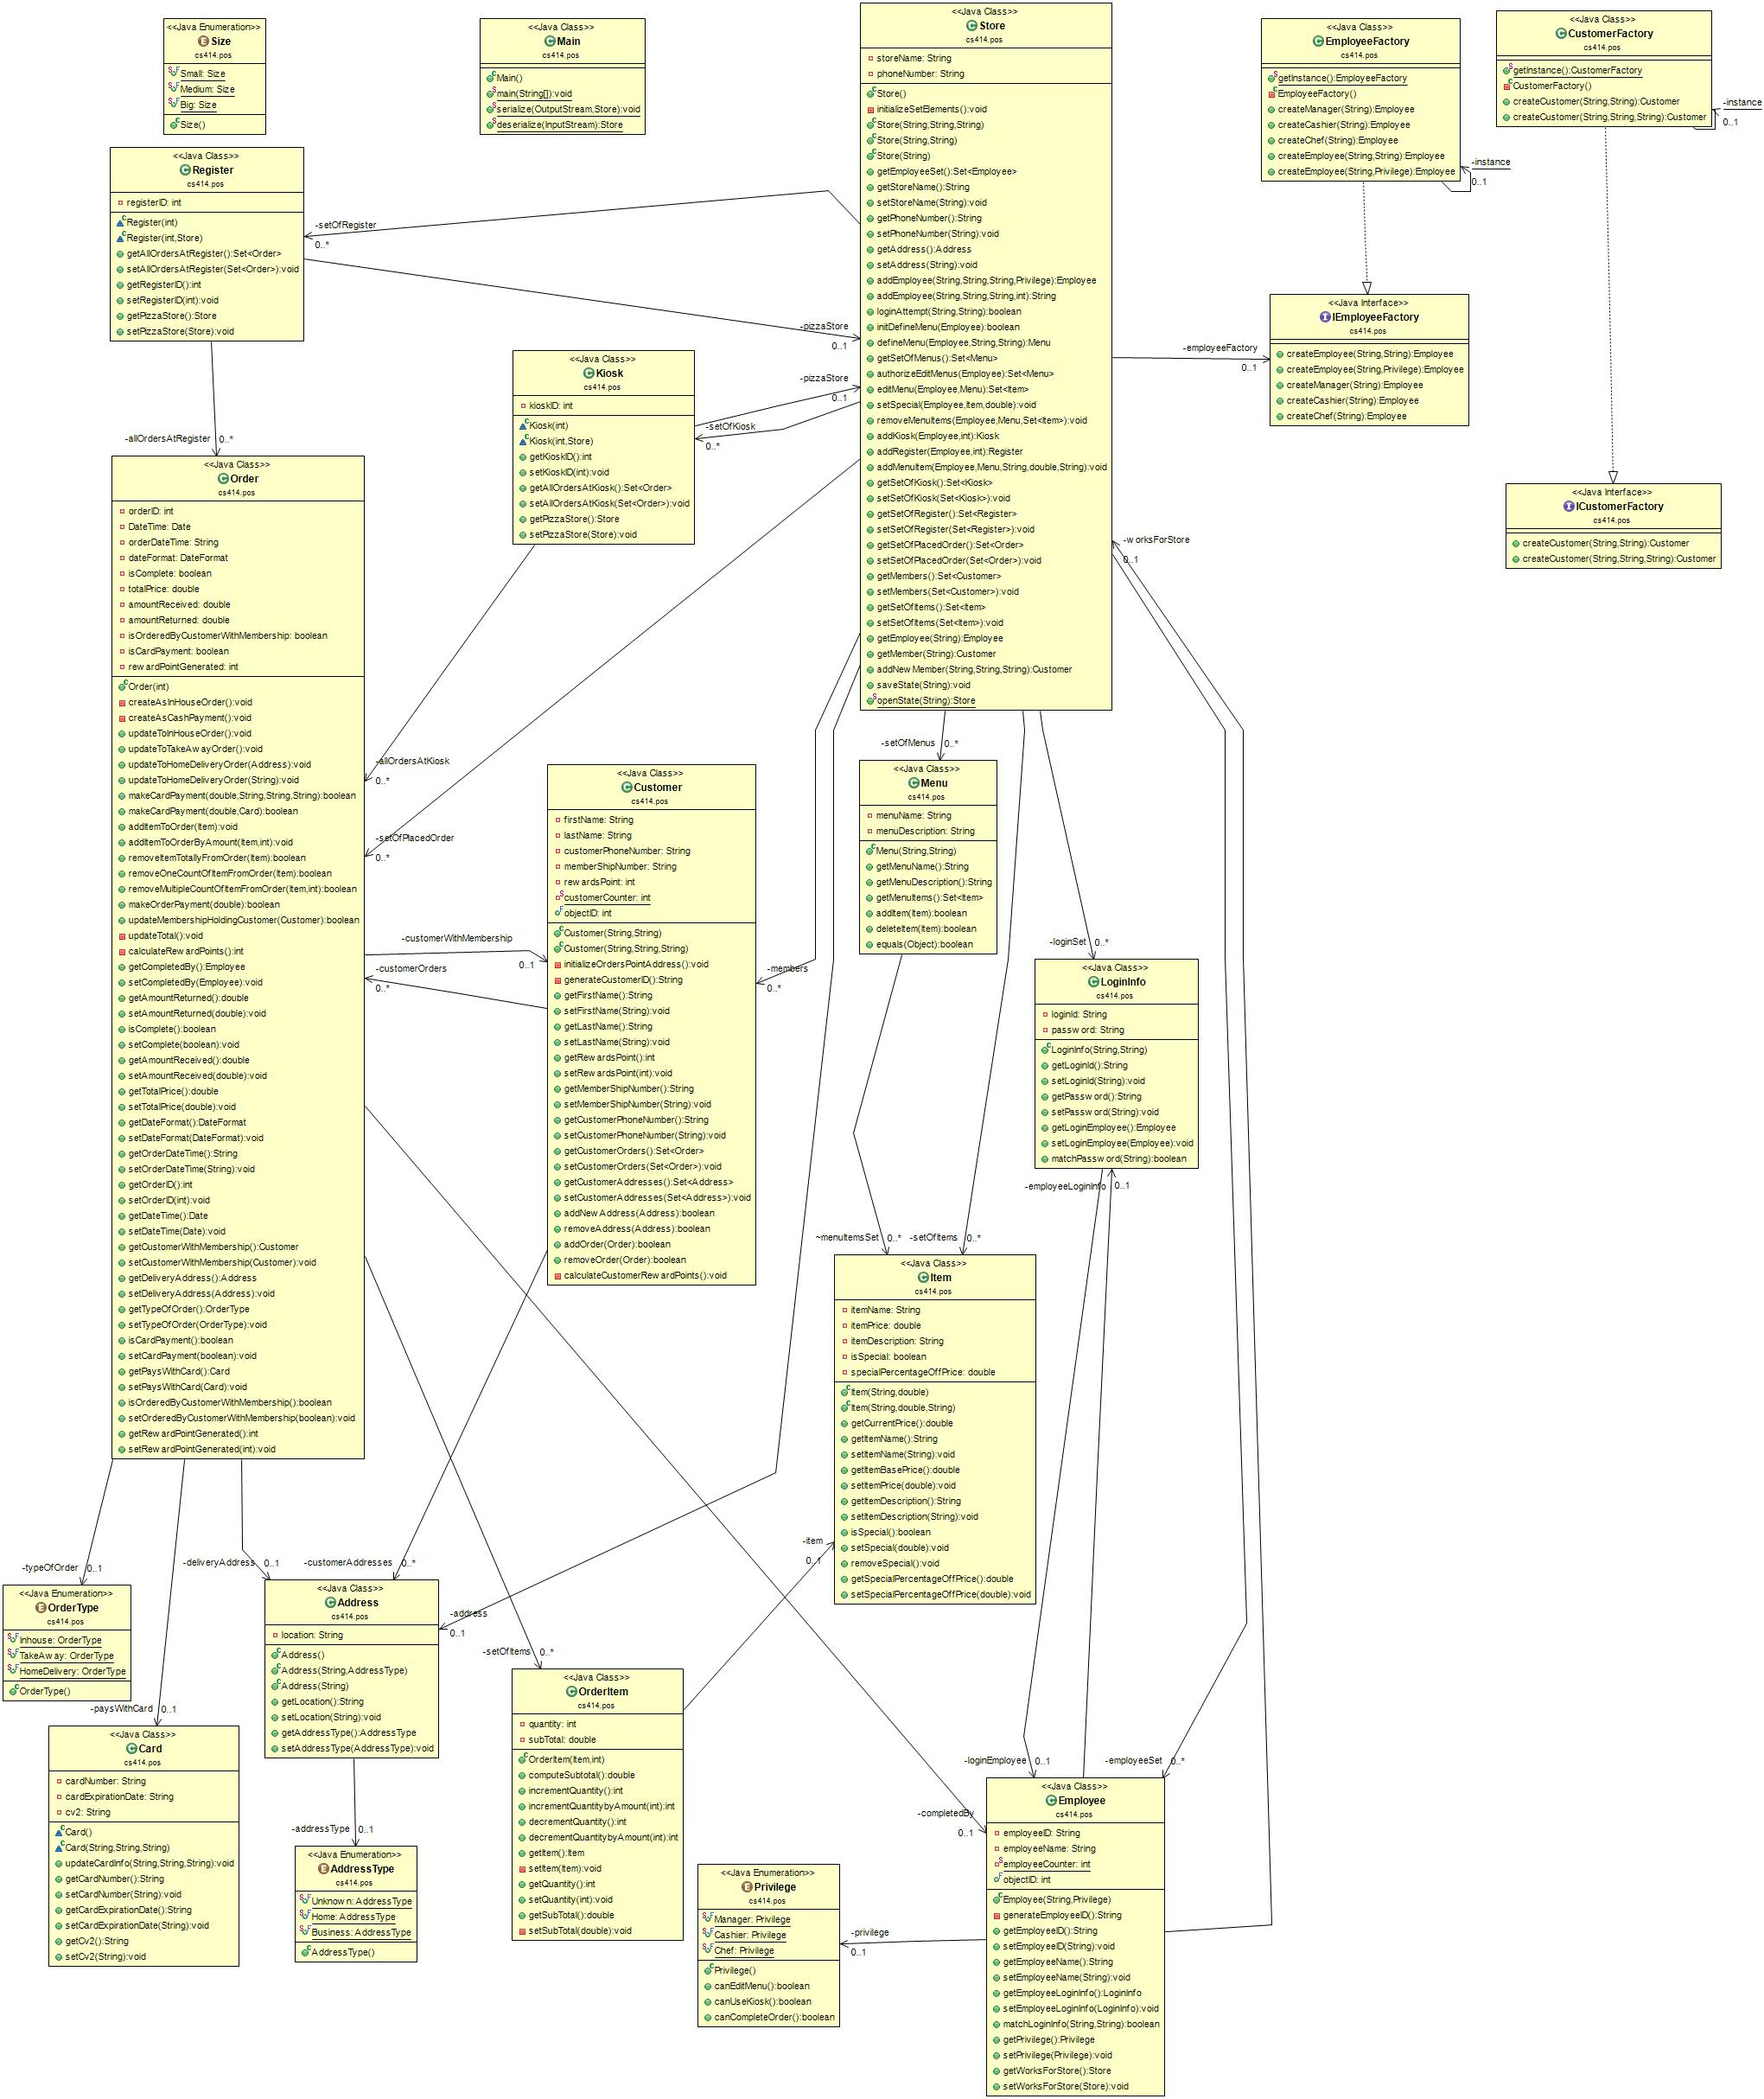 <<Java Enumeration>>
Size
cs414.pos
Small: Size
Medium: Size
Big: Size
Size()
<<Java Class>>
Main
cs414.pos
Main()
main(String[]):void
serialize(OutputStream,Store):void
deserialize(InputStream):Store
<<Java Class>>
Store
cs414.pos
storeName: String
phoneNumber: String
Store()
initializeSetElements():void
Store(String,String,String)
Store(String,String)
Store(String)
getEmployeeSet():Set<Employee>
getStoreName():String
setStoreName(String):void
getPhoneNumber():String
setPhoneNumber(String):void
getAddress():Address
setAddress(String):void
addEmployee(String,String,String,Privilege):Employee
addEmployee(String,String,String,int):String
loginAttempt(String,String):boolean
initDefineMenu(Employee):boolean
defineMenu(Employee,String,String):Menu
getSetOfMenus():Set<Menu>
authorizeEditMenus(Employee):Set<Menu>
editMenu(Employee,Menu):Set<Item>
setSpecial(Employee,Item,double):void
removeMenuItems(Employee,Menu,Set<Item>):void
addKiosk(Employee,int):Kiosk
addRegister(Employee,int):Register
addMenuItem(Employee,Menu,String,double,String):void
getSetOfKiosk():Set<Kiosk>
setSetOfKiosk(Set<Kiosk>):void
getSetOfRegister():Set<Register>
setSetOfRegister(Set<Register>):void
getSetOfPlacedOrder():Set<Order>
setSetOfPlacedOrder(Set<Order>):void
getMembers():Set<Customer>
setMembers(Set<Customer>):void
getSetOfItems():Set<Item>
setSetOfItems(Set<Item>):void
getEmployee(String):Employee
getMember(String):Customer
addNewMember(String,String,String):Customer
saveState(String):void
openState(String):Store
<<Java Class>>
EmployeeFactory
cs414.pos
getInstance():EmployeeFactory
EmployeeFactory()
createManager(String):Employee
createCashier(String):Employee
createChef(String):Employee
createEmployee(String,String):Employee
createEmployee(String,Privilege):Employee
-instance
0..1
<<Java Class>>
CustomerFactory
cs414.pos
getInstance():CustomerFactory
CustomerFactory()
createCustomer(String,String):Customer
createCustomer(String,String,String):Customer
-instance
0..1
<<Java Class>>
Register
cs414.pos
registerID: int
Register(int)
Register(int,Store)
getAllOrdersAtRegister():Set<Order>
setAllOrdersAtRegister(Set<Order>):void
getRegisterID():int
setRegisterID(int):void
getPizzaStore():Store
setPizzaStore(Store):void
-setOfRegister
0..*
-pizzaStore
0..1
-employeeFactory
0..1
<<Java Interface>>
IEmployeeFactory
cs414.pos
createEmployee(String,String):Employee
createEmployee(String,Privilege):Employee
createManager(String):Employee
createCashier(String):Employee
createChef(String):Employee
<<Java Class>>
Kiosk
cs414.pos
kioskID: int
Kiosk(int)
Kiosk(int,Store)
getKioskID():int
setKioskID(int):void
getAllOrdersAtKiosk():Set<Order>
setAllOrdersAtKiosk(Set<Order>):void
getPizzaStore():Store
setPizzaStore(Store):void
-pizzaStore
0..1
-setOfKiosk
0..*
-allOrdersAtRegister
0..*
<<Java Interface>>
ICustomerFactory
cs414.pos
createCustomer(String,String):Customer
createCustomer(String,String,String):Customer
-worksForStore
0..1
<<Java Class>>
Order
cs414.pos
orderID: int
DateTime: Date
orderDateTime: String
dateFormat: DateFormat
isComplete: boolean
totalPrice: double
amountReceived: double
amountReturned: double
isOrderedByCustomerWithMembership: boolean
isCardPayment: boolean
rewardPointGenerated: int
Order(int)
createAsInHouseOrder():void
createAsCashPayment():void
updateToInHouseOrder():void
updateToTakeAwayOrder():void
updateToHomeDeliveryOrder(Address):void
updateToHomeDeliveryOrder(String):void
makeCardPayment(double,String,String,String):boolean
makeCardPayment(double,Card):boolean
addItemToOrder(Item):void
addItemToOrderByAmount(Item,int):void
removeItemTotallyFromOrder(Item):boolean
removeOneCountOfItemFromOrder(Item):boolean
removeMultipleCountOfItemFromOrder(Item,int):boolean
makeOrderPayment(double):boolean
updateMembershipHoldingCustomer(Customer):boolean
updateTotal():void
calculateRewardPoints():int
getCompletedBy():Employee
setCompletedBy(Employee):void
getAmountReturned():double
setAmountReturned(double):void
isComplete():boolean
setComplete(boolean):void
getAmountReceived():double
setAmountReceived(double):void
getTotalPrice():double
setTotalPrice(double):void
getDateFormat():DateFormat
setDateFormat(DateFormat):void
getOrderDateTime():String
setOrderDateTime(String):void
getOrderID():int
setOrderID(int):void
getDateTime():Date
setDateTime(Date):void
getCustomerWithMembership():Customer
setCustomerWithMembership(Customer):void
getDeliveryAddress():Address
setDeliveryAddress(Address):void
getTypeOfOrder():OrderType
setTypeOfOrder(OrderType):void
isCardPayment():boolean
setCardPayment(boolean):void
getPaysWithCard():Card
setPaysWithCard(Card):void
isOrderedByCustomerWithMembership():boolean
setOrderedByCustomerWithMembership(boolean):void
getRewardPointGenerated():int
setRewardPointGenerated(int):void
-allOrdersAtKiosk
0..*
-setOfPlacedOrder
0..*
-customerWithMembership
0..1
-customerOrders
0..*
<<Java Class>>
Customer
cs414.pos
firstName: String
lastName: String
customerPhoneNumber: String
memberShipNumber: String
rewardsPoint: int
customerCounter: int
objectID: int
Customer(String,String)
Customer(String,String,String)
initializeOrdersPointAddress():void
generateCustomerID():String
getFirstName():String
setFirstName(String):void
getLastName():String
setLastName(String):void
getRewardsPoint():int
setRewardsPoint(int):void
getMemberShipNumber():String
setMemberShipNumber(String):void
getCustomerPhoneNumber():String
setCustomerPhoneNumber(String):void
getCustomerOrders():Set<Order>
setCustomerOrders(Set<Order>):void
getCustomerAddresses():Set<Address>
setCustomerAddresses(Set<Address>):void
addNewAddress(Address):boolean
removeAddress(Address):boolean
addOrder(Order):boolean
removeOrder(Order):boolean
calculateCustomerRewardPoints():void
-members
0..*
-setOfMenus
0..*
<<Java Class>>
Menu
cs414.pos
menuName: String
menuDescription: String
Menu(String,String)
getMenuName():String
getMenuDescription():String
getMenuItems():Set<Item>
addItem(Item):boolean
deleteItem(Item):boolean
equals(Object):boolean
-loginSet
0..*
<<Java Class>>
LoginInfo
cs414.pos
loginId: String
password: String
LoginInfo(String,String)
getLoginId():String
setLoginId(String):void
getPassword():String
setPassword(String):void
getLoginEmployee():Employee
setLoginEmployee(Employee):void
matchPassword(String):boolean
-employeeLoginInfo
0..1
~menuItemsSet
0..*
-setOfItems
0..*
<<Java Class>>
Item
cs414.pos
itemName: String
itemPrice: double
itemDescription: String
isSpecial: boolean
specialPercentageOffPrice: double
Item(String,double)
Item(String,double,String)
getCurrentPrice():double
getItemName():String
setItemName(String):void
getItemBasePrice():double
setItemPrice(double):void
getItemDescription():String
setItemDescription(String):void
isSpecial():boolean
setSpecial(double):void
removeSpecial():void
getSpecialPercentageOffPrice():double
setSpecialPercentageOffPrice(double):void
-item
0..1
-typeOfOrder
0..1
-deliveryAddress
0..1
-customerAddresses
0..*
<<Java Enumeration>>
OrderType
cs414.pos
Inhouse: OrderType
TakeAway: OrderType
HomeDelivery: OrderType
OrderType()
<<Java Class>>
Address
cs414.pos
location: String
Address()
Address(String,AddressType)
Address(String)
getLocation():String
setLocation(String):void
getAddressType():AddressType
setAddressType(AddressType):void
-address
0..1
-setOfItems
0..*
<<Java Class>>
OrderItem
cs414.pos
quantity: int
subTotal: double
OrderItem(Item,int)
computeSubtotal():double
incrementQuantity():int
incrementQuantitybyAmount(int):int
decrementQuantity():int
decrementQuantitybyAmount(int):int
getItem():Item
setItem(Item):void
getQuantity():int
setQuantity(int):void
getSubTotal():double
setSubTotal(double):void
-paysWithCard
0..1
<<Java Class>>
Card
cs414.pos
cardNumber: String
cardExpirationDate: String
cv2: String
Card()
Card(String,String,String)
updateCardInfo(String,String,String):void
getCardNumber():String
setCardNumber(String):void
getCardExpirationDate():String
setCardExpirationDate(String):void
getCv2():String
setCv2(String):void
-addressType
0..1
<<Java Enumeration>>
AddressType
cs414.pos
Unknown: AddressType
Home: AddressType
Business: AddressType
AddressType()
<<Java Enumeration>>
Privilege
cs414.pos
Manager: Privilege
Cashier: Privilege
Chef: Privilege
Privilege()
canEditMenu():boolean
canUseKiosk():boolean
canCompleteOrder():boolean
-privilege
0..1
-loginEmployee
0..1
-employeeSet
0..*
-completedBy
0..1
<<Java Class>>
Employee
cs414.pos
employeeID: String
employeeName: String
employeeCounter: int
objectID: int
Employee(String,Privilege)
generateEmployeeID():String
getEmployeeID():String
setEmployeeID(String):void
getEmployeeName():String
setEmployeeName(String):void
getEmployeeLoginInfo():LoginInfo
setEmployeeLoginInfo(LoginInfo):void
matchLoginInfo(String,String):boolean
getPrivilege():Privilege
setPrivilege(Privilege):void
getWorksForStore():Store
setWorksForStore(Store):void